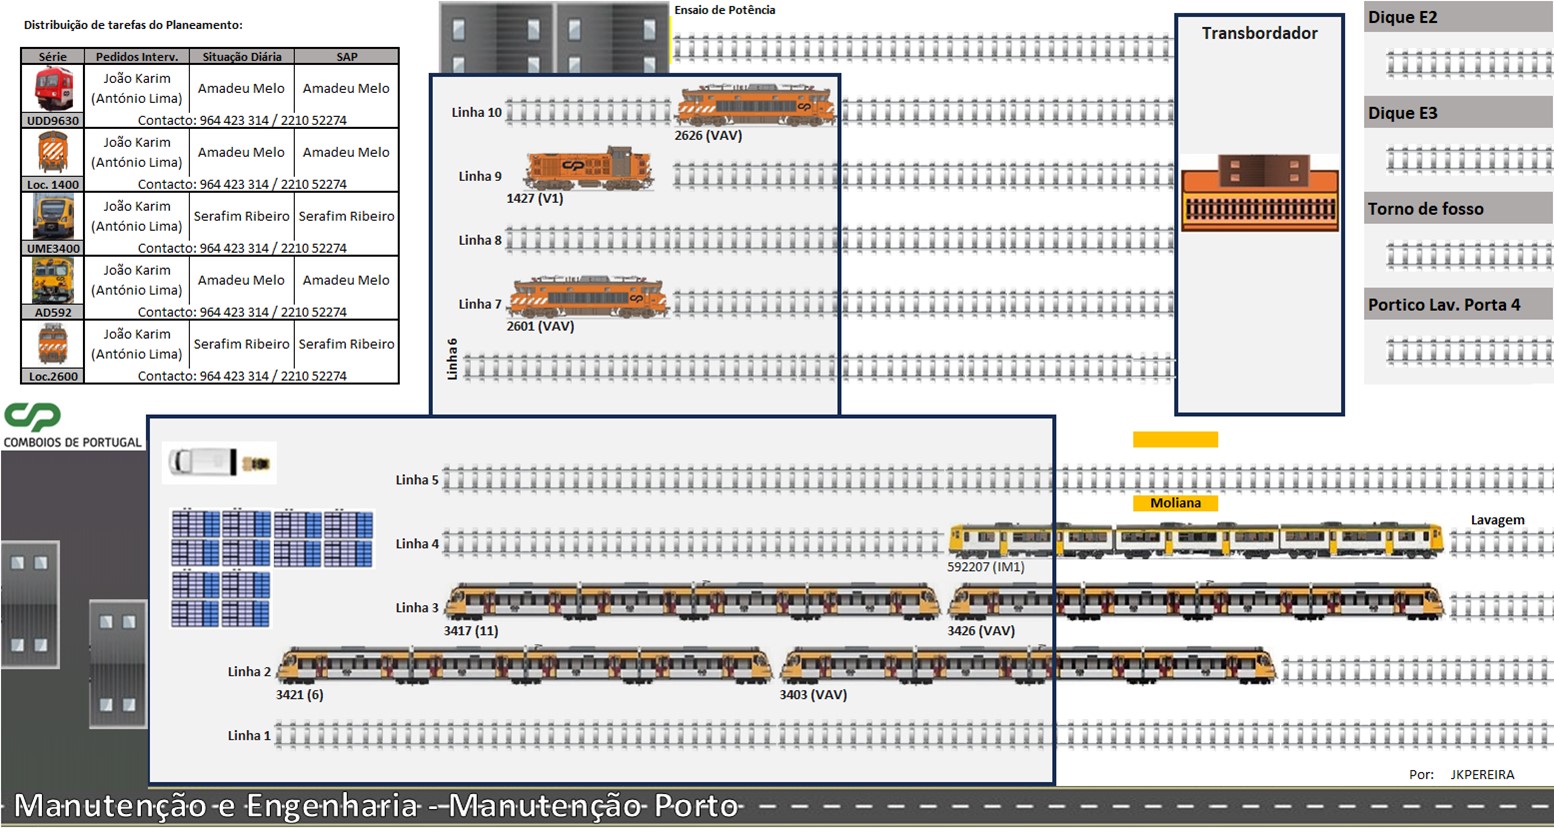 Distribuição de tarefas do Planeamento:
Série Pedidos Interv. Situação Diária SAP
João Karim (António Lima) Amadeu Melo Amadeu Melo
UDD9630 Contacto: 964 423 314 / 2210 52274
João Karim (António Lima) Amadeu Melo Amadeu Melo
Loc. 1400 Contacto: 964 423 314 / 2210 52274
João Karim (António Lima) Serafim Ribeiro Serafim Ribeiro
UME3400 Contacto: 964 423 314 / 2210 52274
João Karim (António Lima) Amadeu Melo Amadeu Melo
AD592 Contacto: 964 423 314 / 2210 52274
João Karim (António Lima) Serafim Ribeiro Serafim Ribeiro
Loc.2600 Contacto: 964 423 314 / 2210 52274
Ensaio de Potência
Linha 10
2626 (VAV)
Linha 9
1427 (V1)
Linha 8
Linha 7
2601 (VAV)
Linha 6
Transbordador
Dique E2
Dique E3
Torno de fosso
Portico Lav. Porta 4
CP
COMBOIOS DE PORTUGAL
Linha 5
Moliana
Lavagem
Linha 4
592207 (IM1)
Linha 3
3417 (11)
3426 (VAV)
Linha 2
3421 (6)
3403 (VAV)
Linha 1
Por: JKPEREIRA
Manutenção e Engenharia - Manutenção Porto